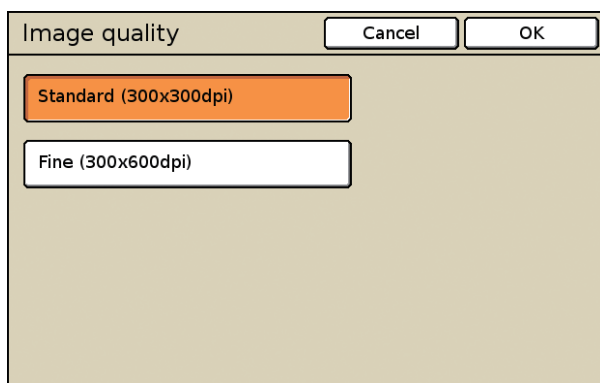 Image quality
Cancel
OK
Standard (300x300dpi)
Fine (300x600dpi)